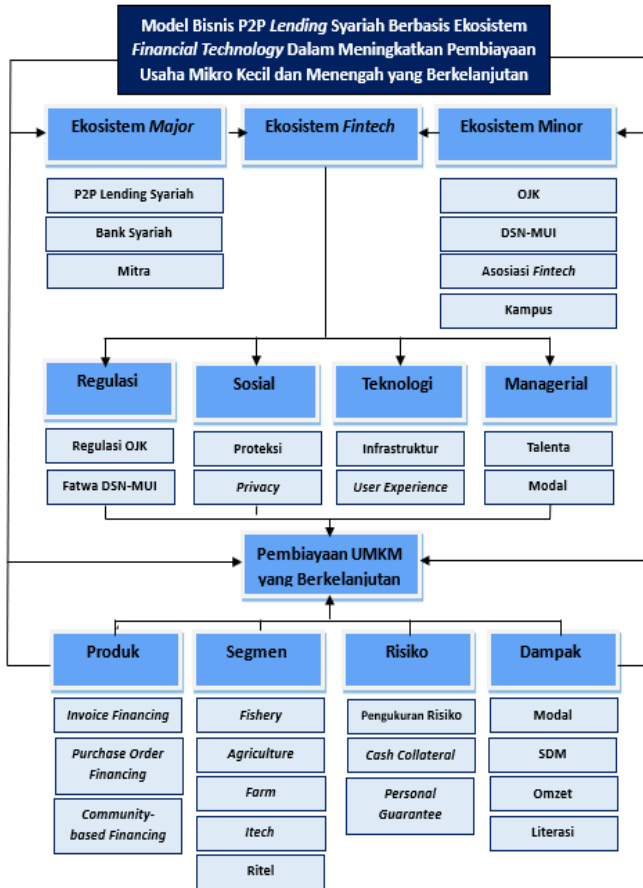 Model Bisnis P2P Lending Syariah Berbasis Ekosistem
Financial Technology Dalam Meningkatkan Pembiayaan
Usaha Mikro Kecil dan Menengah yang Berkelanjutan
Ekosistem Major
Ekosistem Fintech
Ekosistem Minor
P2P Lending Syariah
Bank Syariah
Mitra
OJK
DSN-MUI
Asosiasi Fintech
Kampus
Regulasi
Sosial
Teknologi
Managerial
Regulasi OJK
Proteksi
Infrastruktur
Talenta
Fatwa DSN-MUI
Privacy
User Experience
Modal
Pembiayaan UMKM
yang Berkelanjutan
Produk
Segmen
Risiko
Dampak
Invoice Financing
Purchase Order
Financing
Community-
based Financing
Fishery
Agriculture
Farm
Itech
Ritel
Pengukuran Risiko
Cash Collateral
Personal
Guarantee
Modal
SDM
Omzet
Literasi